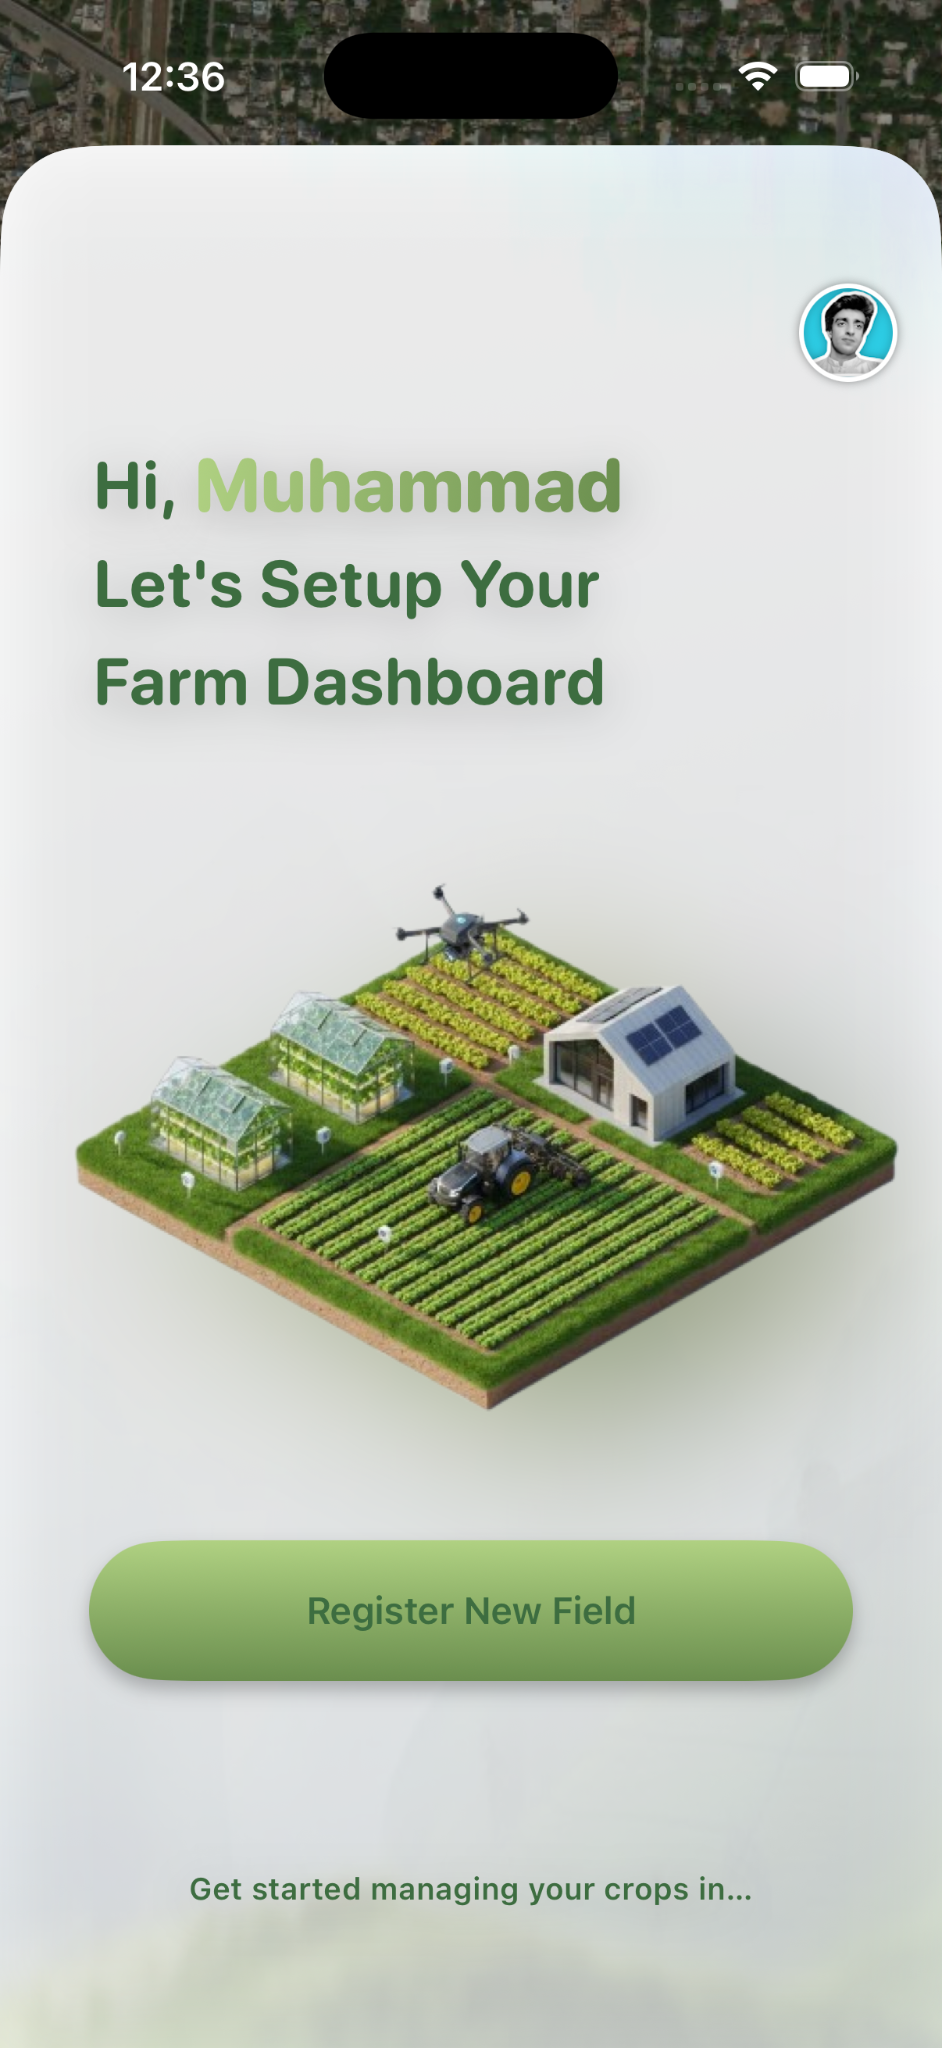 12:36
Hi, Muhammad
Let's Setup Your
Farm Dashboard
Register New Field
Get started managing your crops in...